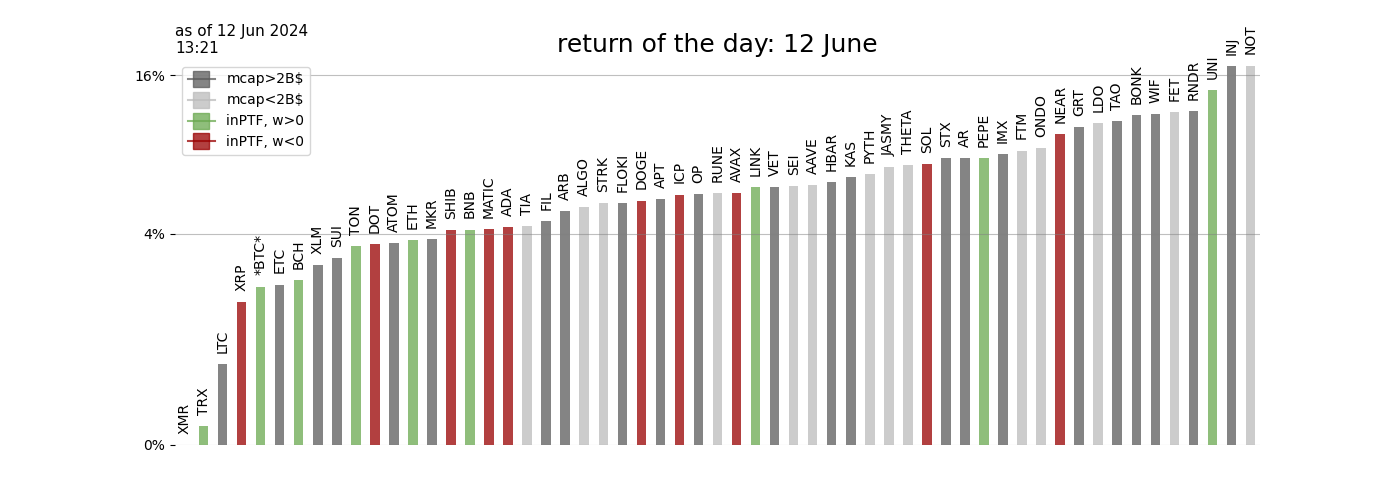 as of 12 Jun 2024
13:21
return of the day: 12 June
16%
4%
0%
mcap>2B$
mcap<2B$
inPTF, w>0
inPTF, w<0
XMR
TRX
LTC
XRP
*BTC*
ETC
BCH
XLM
SUI
TON
DOT
ATOM
ETH
MKR
SHIB
BNB
MATIC
ADA
TIA
FIL
ARB
ALGO
STRK
FLOKI
DOGE
APT
ICP
OP
RUNE
AVAX
LINK
VET
SEI
AAVE
HBAR
KAS
PYTH
JASMY
THETA
SOL
STX
AR
PEPE
IMX
FTM
ONDO
NEAR
GRT
LDO
TAO
BONK
WIF
FET
RNDR
UNI
INJ
NOT